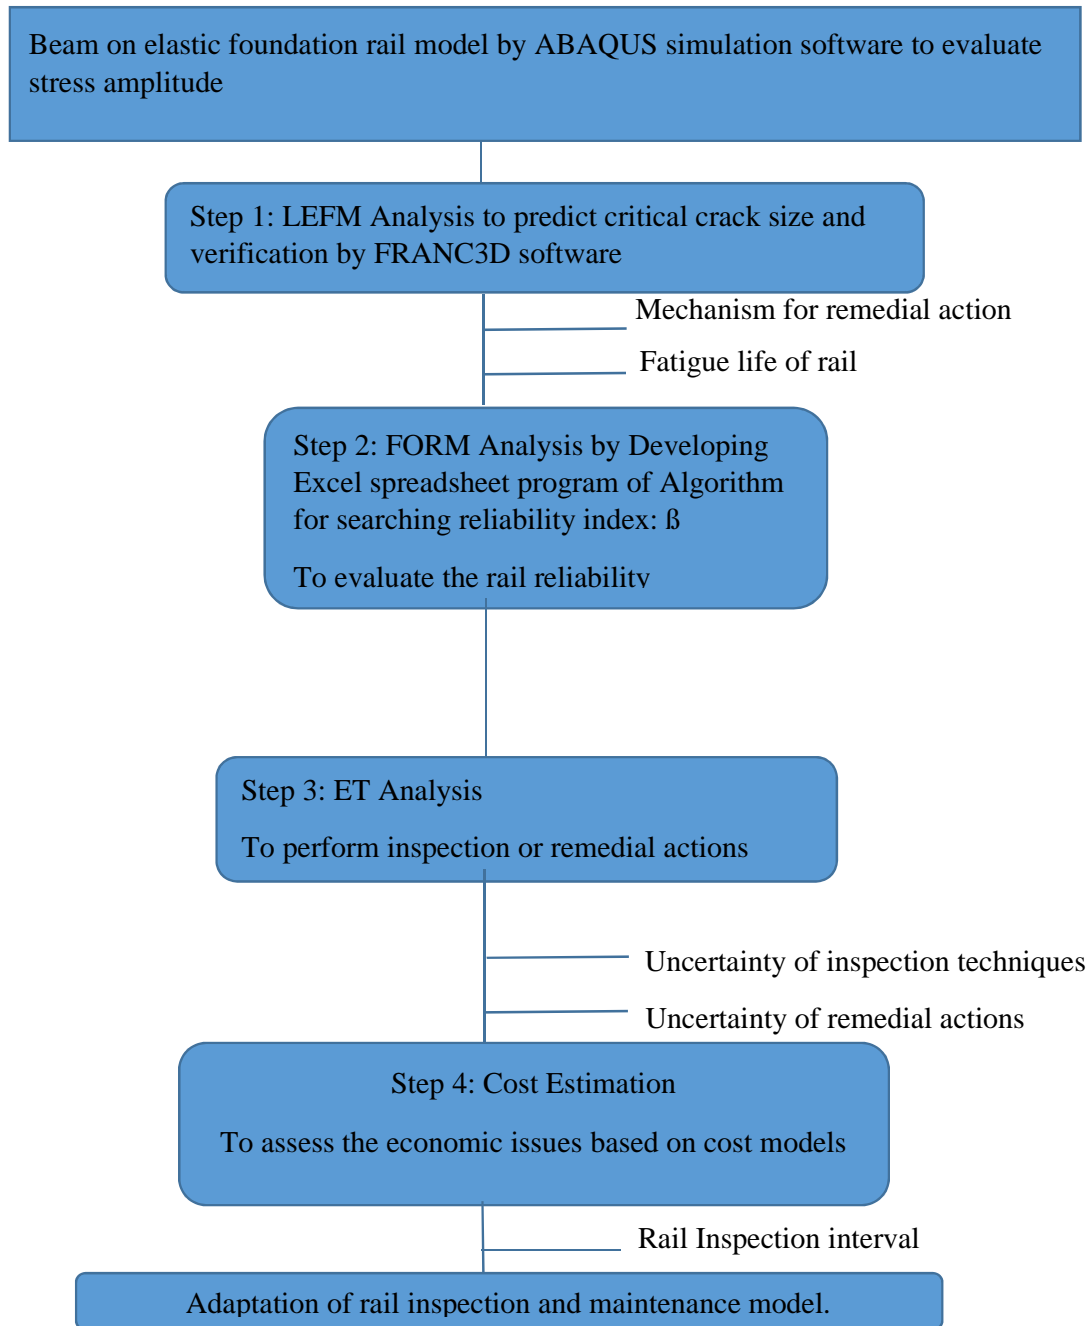 Beam on elastic foundation rail model by ABAQUS simulation software to evaluate
stress amplitude
Step 1: LEFM Analysis to predict critical crack size and
verification by FRANC3D software
Mechanism for remedial action
Fatigue life of rail
Step 2: FORM Analysis by Developing
Excel spreadsheet program of Algorithm
for searching reliability index: ß
To evaluate the rail reliability
Step 3: ET Analysis
To perform inspection or remedial actions
Uncertainty of inspection techniques
Uncertainty of remedial actions
Step 4: Cost Estimation
To assess the economic issues based on cost models
Rail Inspection interval
Adaptation of rail inspection and maintenance model.